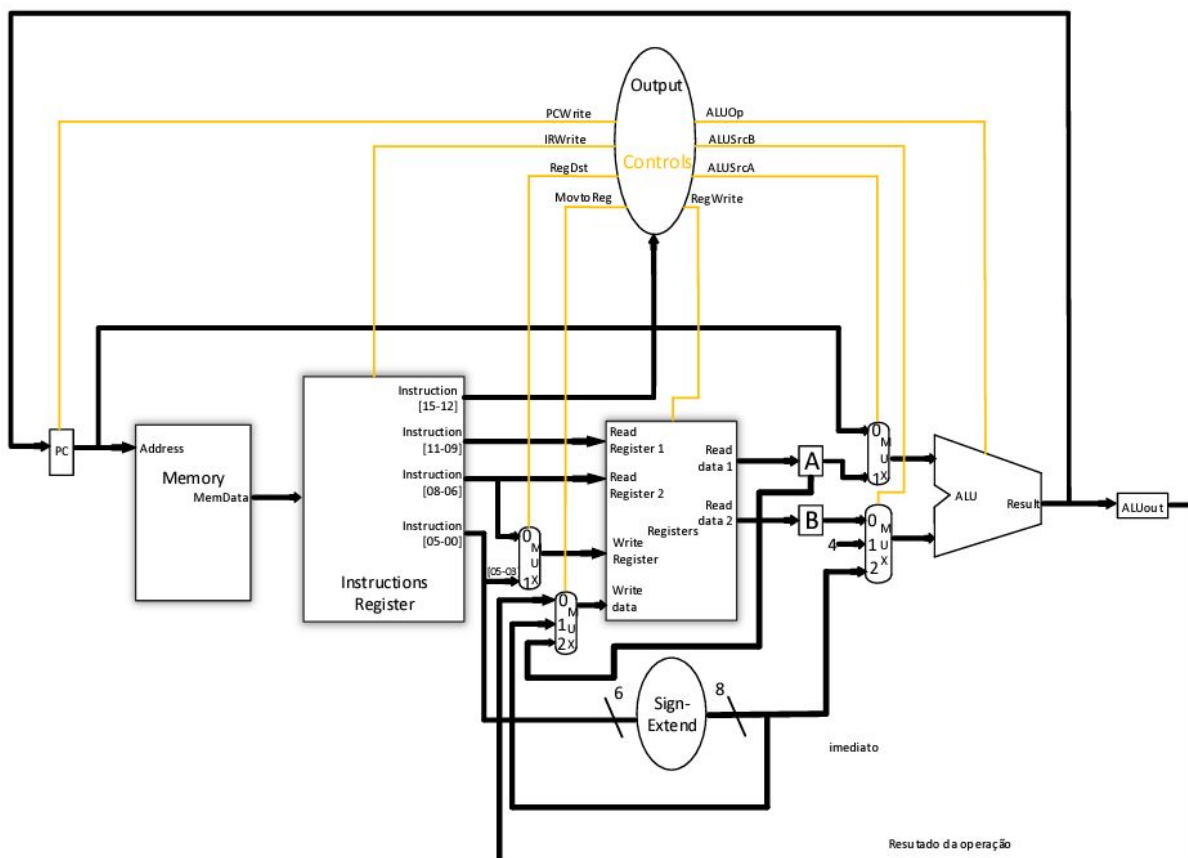 Output
PCWrite
ALUOp
IRWrite
ALUSrcB
Controls
RegDst
ALUSrcA
MovtoReg
RegWrite
Instruction
[15-12]
Instruction
[11-09]
Instruction
[08-06]
Instruction
[05-00]
Instructions
Register
PC
Address
Memory
MemData
Read
Register 1
Read
Register 2
Write
Register
Write
data
Registers
Read
data 1
Read
data 2
[05-03
0
M
U
X
1
0
1
2
M
U
X
A
B
0
M
U
X
1
4
0
1
2
M
U
X
ALU
Result
ALUout
6
Sign-
Extend
8
imediato
Resutado da operação